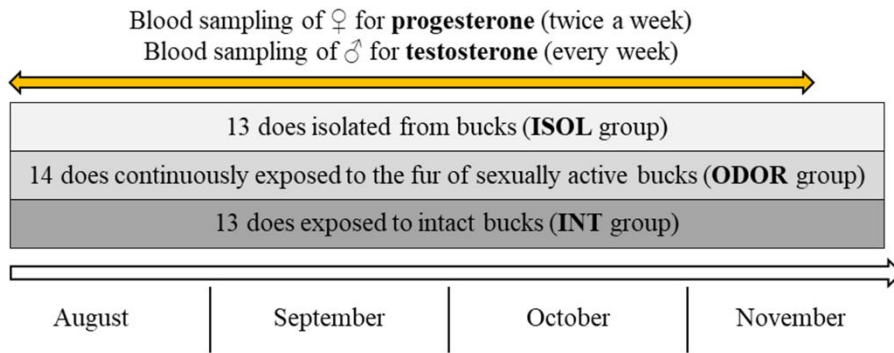 Blood sampling of ♀ for progesterone (twice a week)
Blood sampling of ♂ for testosterone (every week)
13 does isolated from bucks (ISOL group)
14 does continuously exposed to the fur of sexually active bucks (ODOR group)
13 does exposed to intact bucks (INT group)
August September October November